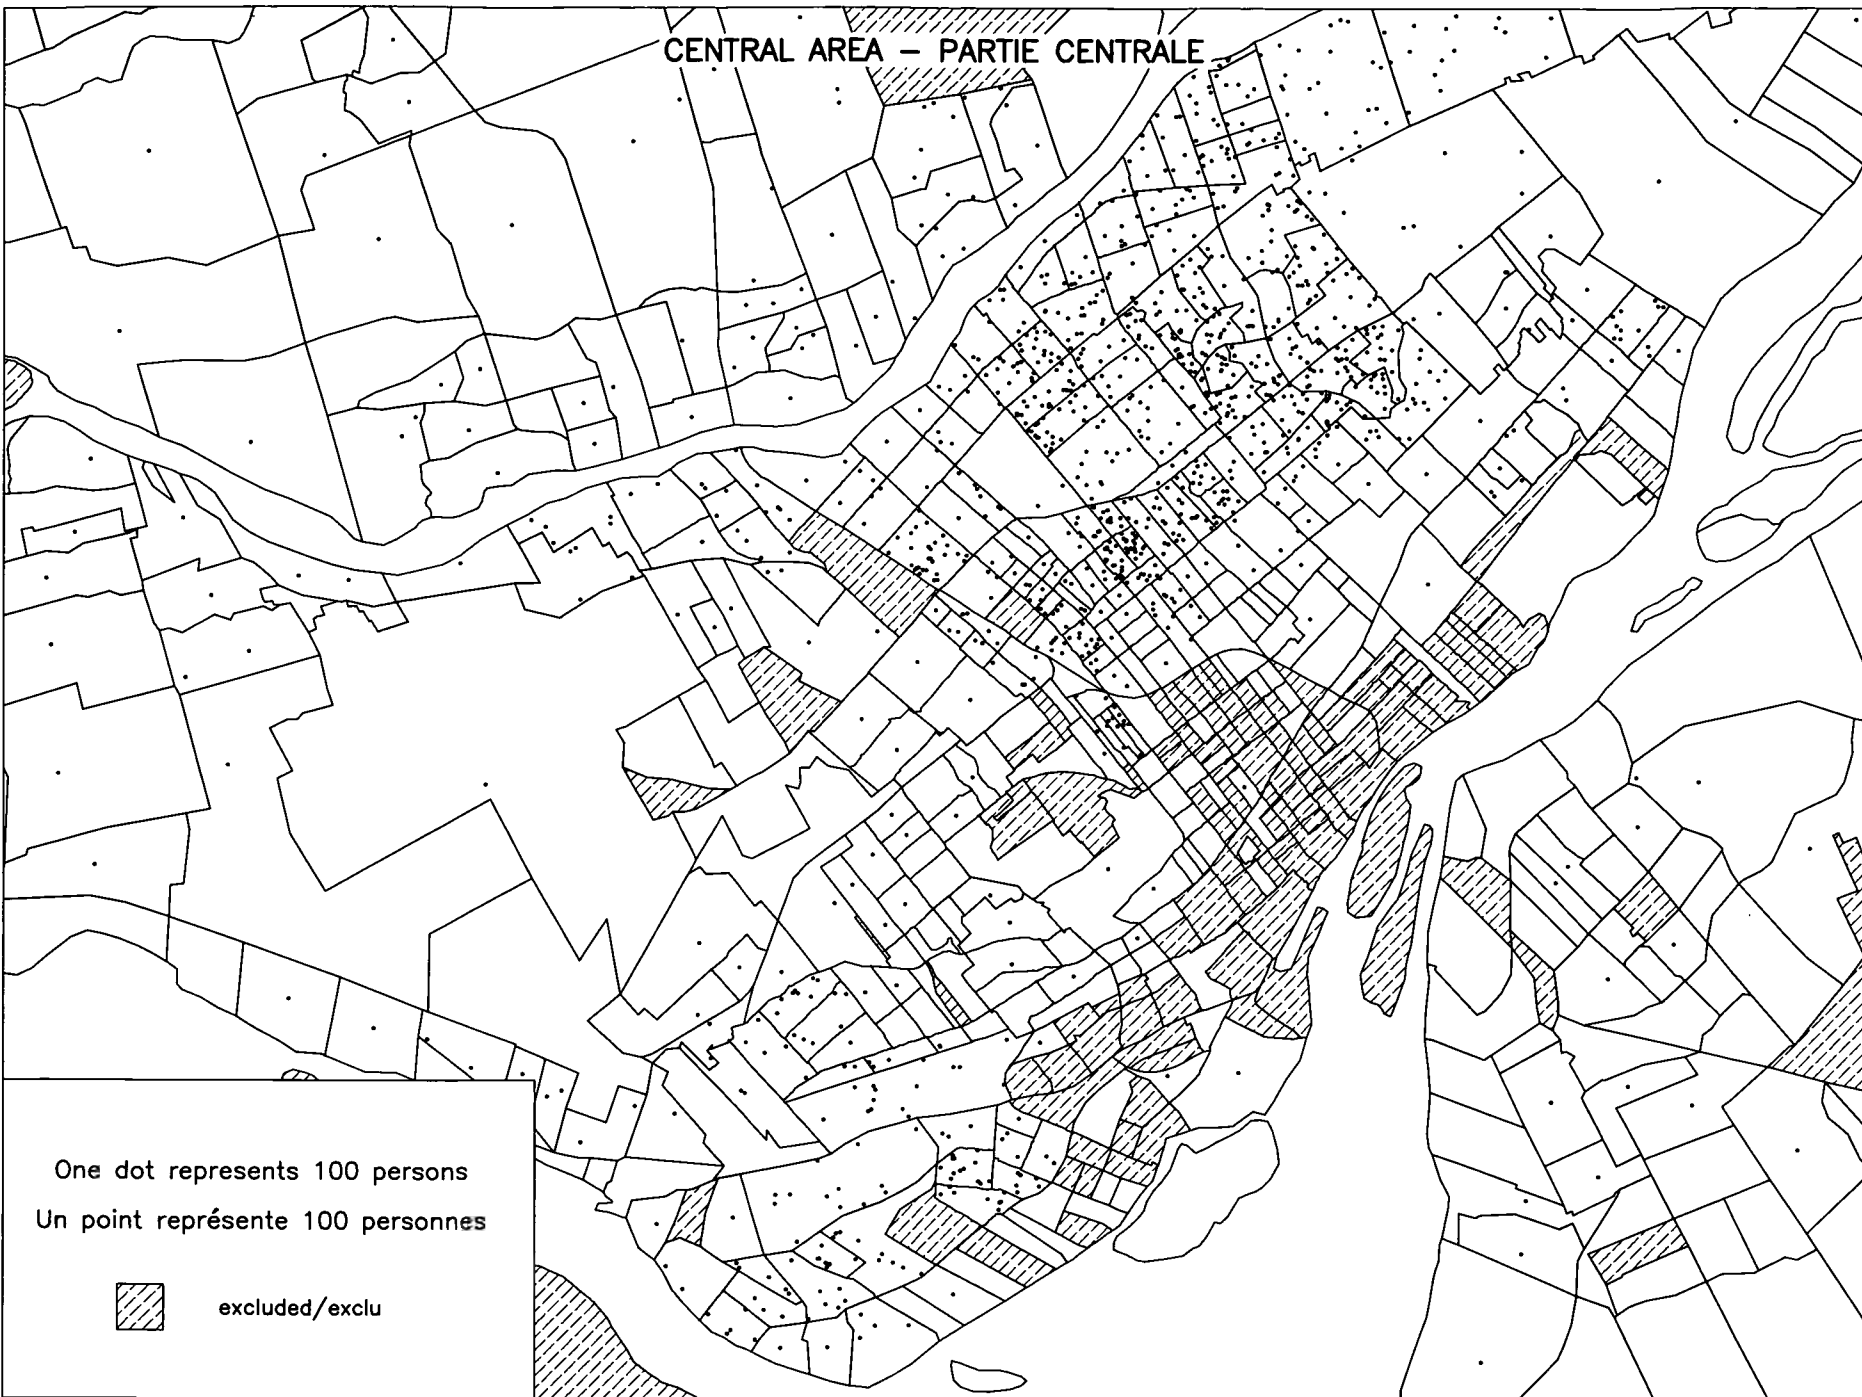 CENTRAL AREA – PARTIE CENTRALE
One dot represents 100 persons
Un point représente 100 personnes
excluded/exclu